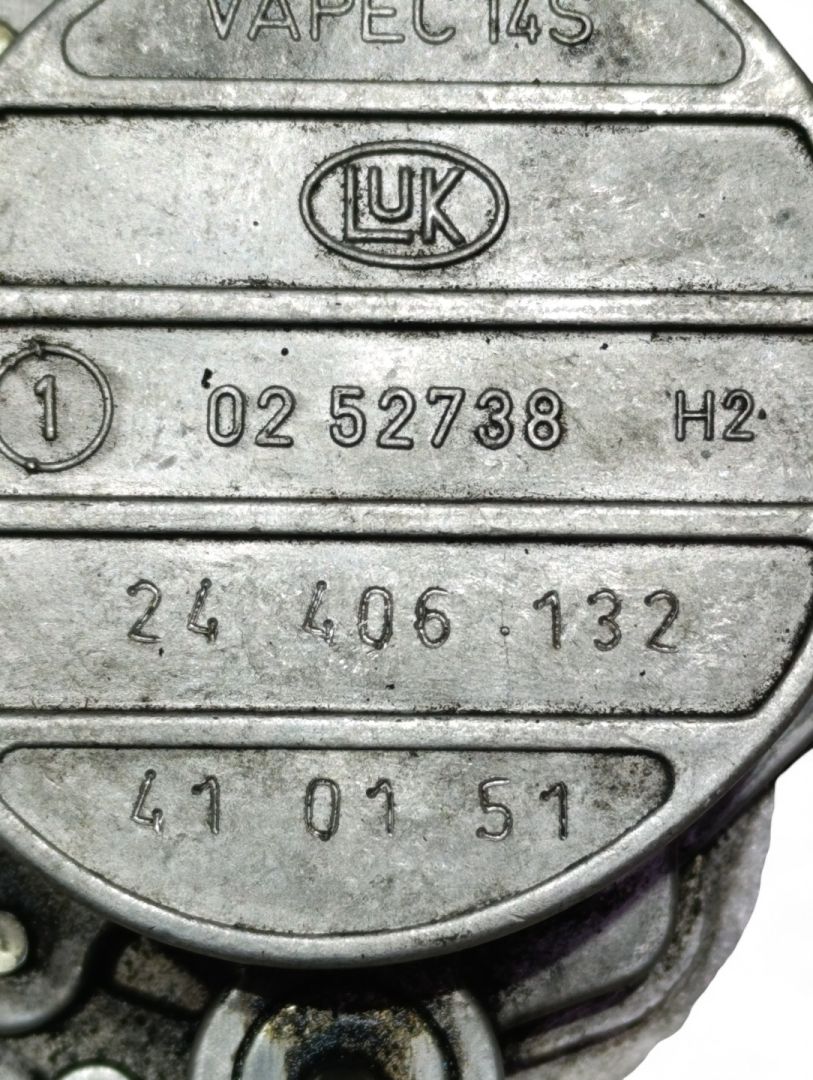 VAPEC 14S
LUK
1 02 52738 H2
24 406 132
41 01 51